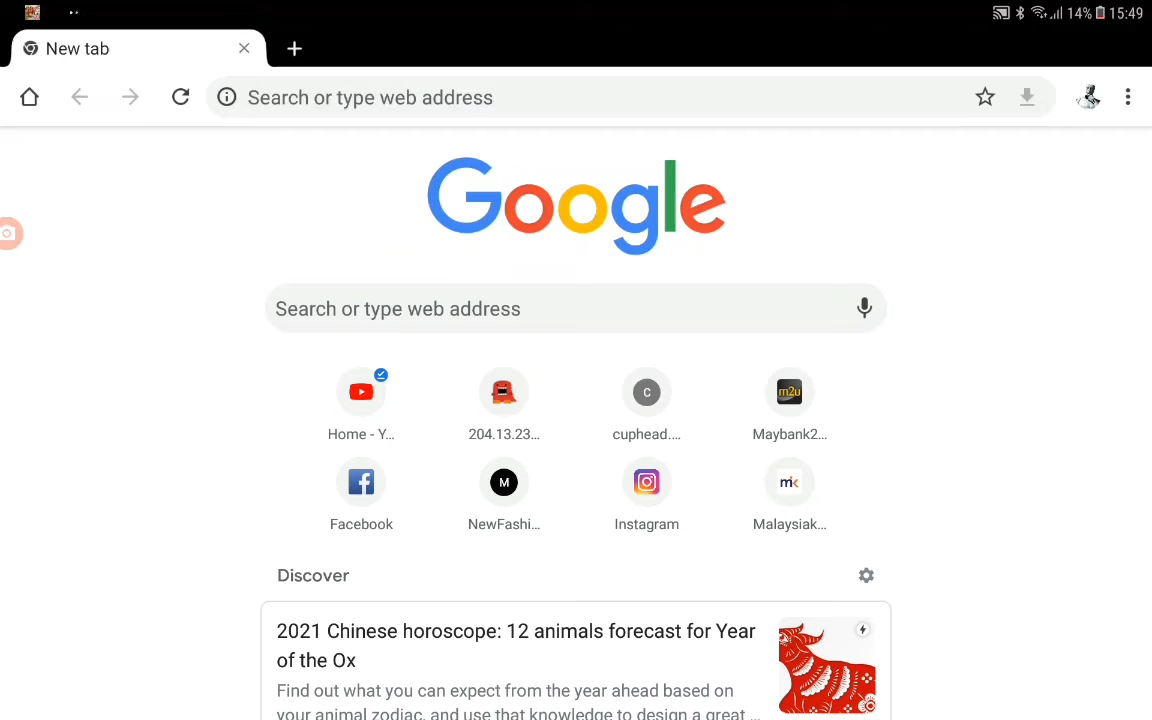 14% 15:49
New tab
Search or type web address
Google
Search or type web address
C
m2u
Home - Y...
204.13.23...
cuphead....
Maybank2...
M
mk
Facebook
NewFashi...
Instagram
Malaysiak...
Discover
2021 Chinese horoscope: 12 animals forecast for Year
of the Ox
Find out what you can expect from the year ahead based on
your animal zodiac, and use that knowledge to design a great ...